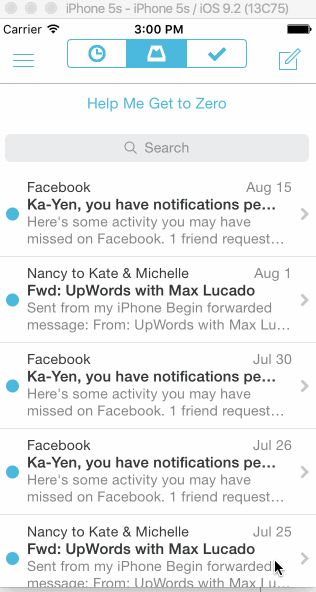 iPhone 5s - iPhone 5s / iOS 9.2 (13C75)
Carrier 3:00 PM
Help Me Get to Zero
Search
Facebook Aug 15
Ka-Yen, you have notifications pe...
Here's some activity you may have
missed on Facebook. 1 friend request...
Nancy to Kate & Michelle Aug 1
Fwd: UpWords with Max Lucado
Sent from my iPhone Begin forwarded
message: From: UpWords with Max Lu...
Facebook Jul 30
Ka-Yen, you have notifications pe...
Here's some activity you may have
missed on Facebook. 1 friend request...
Facebook Jul 26
Ka-Yen, you have notifications pe...
Here's some activity you may have
missed on Facebook. 1 friend request...
Nancy to Kate & Michelle Jul 25
Fwd: UpWords with Max Lucado
Sent from my iPhone Begin forwarded
message: From: UpWords with Max Lu...